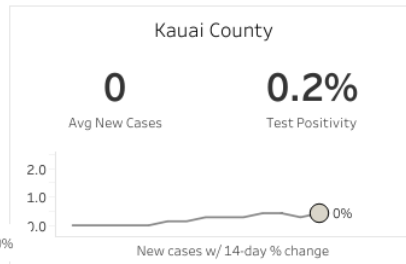 Kauai County
0 0.2%
Avg New Cases Test Positivity
2.0
1.0
0.0
0%
New cases w/ 14-day % change